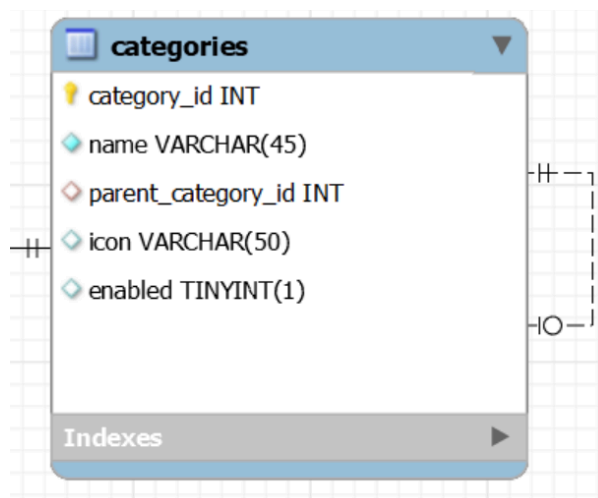 categories
category_id INT
name VARCHAR(45)
parent_category_id INT
icon VARCHAR(50)
enabled TINYINT(1)
Indexes